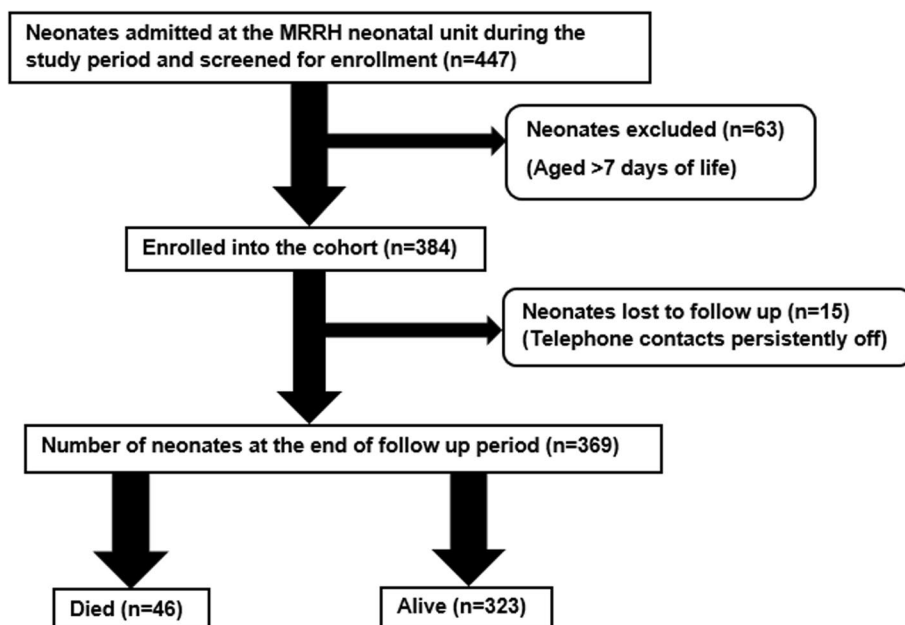 Neonates admitted at the MRRH neonatal unit during the
study period and screened for enrollment (n=447)
Neonates excluded (n=63)
(Aged >7 days of life)
Enrolled into the cohort (n=384)
Neonates lost to follow up (n=15)
(Telephone contacts persistently off)
Number of neonates at the end of follow up period (n=369)
Died (n=46)
Alive (n=323)